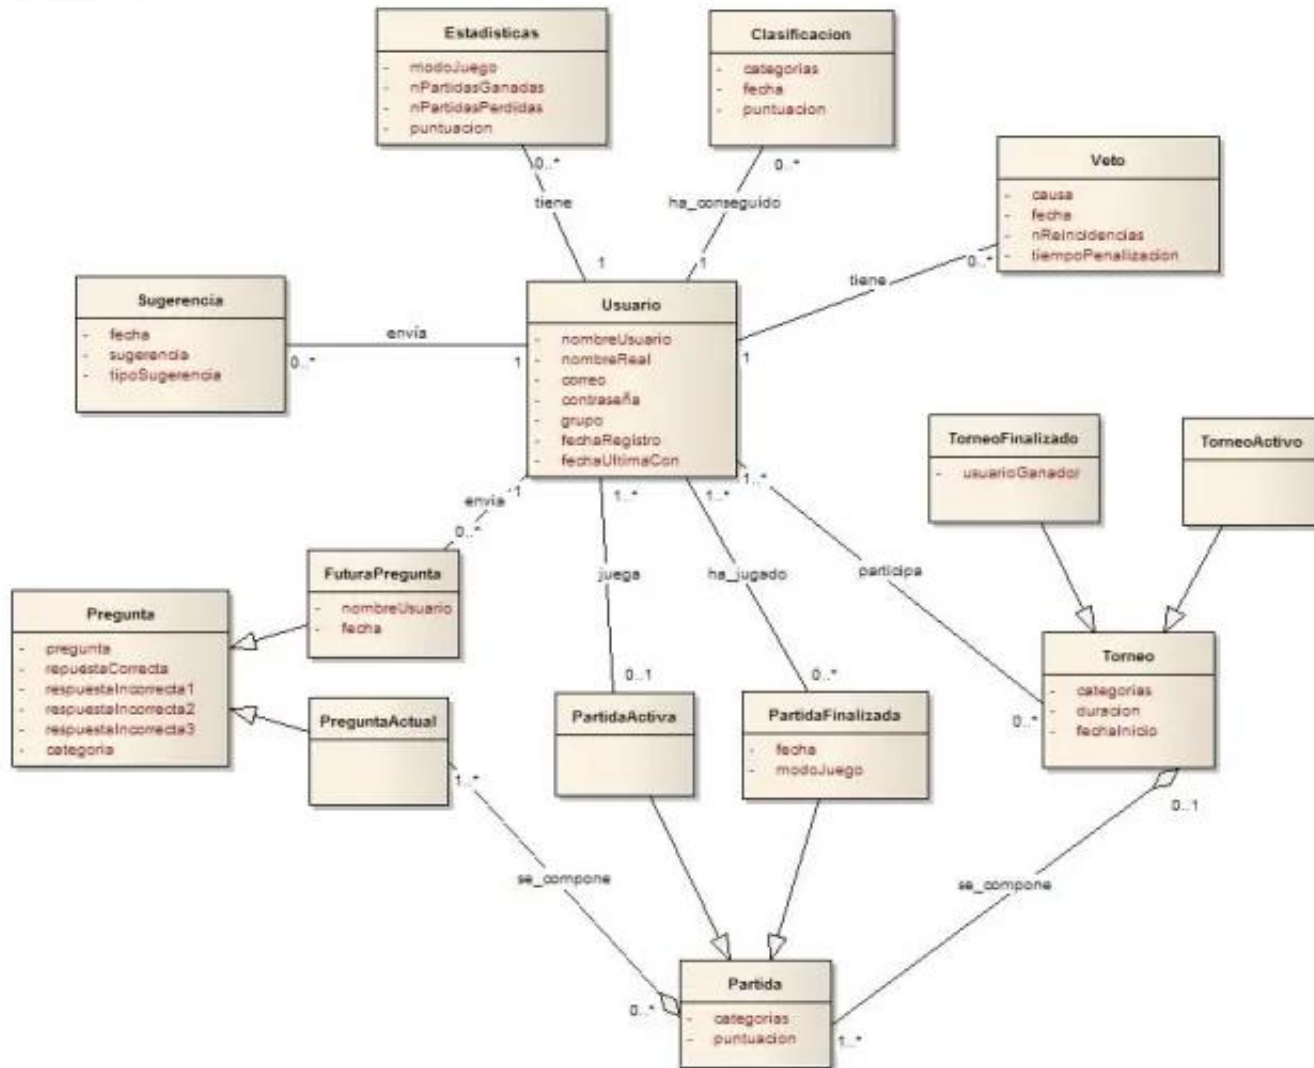 Estadisticas
- modoJuego
- nPartidasGanadas
- nPartidasPerdidas
- puntuacion
Clasificacion
- categorias
- fecha
- puntuacion
Veto
- causa
- fecha
- nReincidencias
- tiempoPenalizacion
0..*
tiene
1
0..*
ha_conseguido
1
0..*
tiene
1
Sugerencia
- fecha
- sugerencia
- tipoSugerencia
envía
0..*
1
Usuario
- nombreUsuario
- nombreReal
- correo
- contraseña
- grupo
- fechaRegistro
- fechaUltimaCon
TorneoFinalizado
- usuarioGanador
TorneoActivo
1
envía
0..*
1..*
juega
0..1
1..*
ha_jugado
0..*
1..*
participa
0..*
FuturaPregunta
- nombreUsuario
- fecha
Pregunta
- pregunta
- repuestaCorrecta
- respuestaIncorrecta1
- respuestaIncorrecta2
- respuestaIncorrecta3
- categoria
PreguntaActual
PartidaActiva
PartidaFinalizada
- fecha
- modoJuego
Torneo
- categorias
- duracion
- fechaInicio
1..*
se_compone
0..*
0..1
se_compone
1..*
Partida
- categorias
- puntuacion